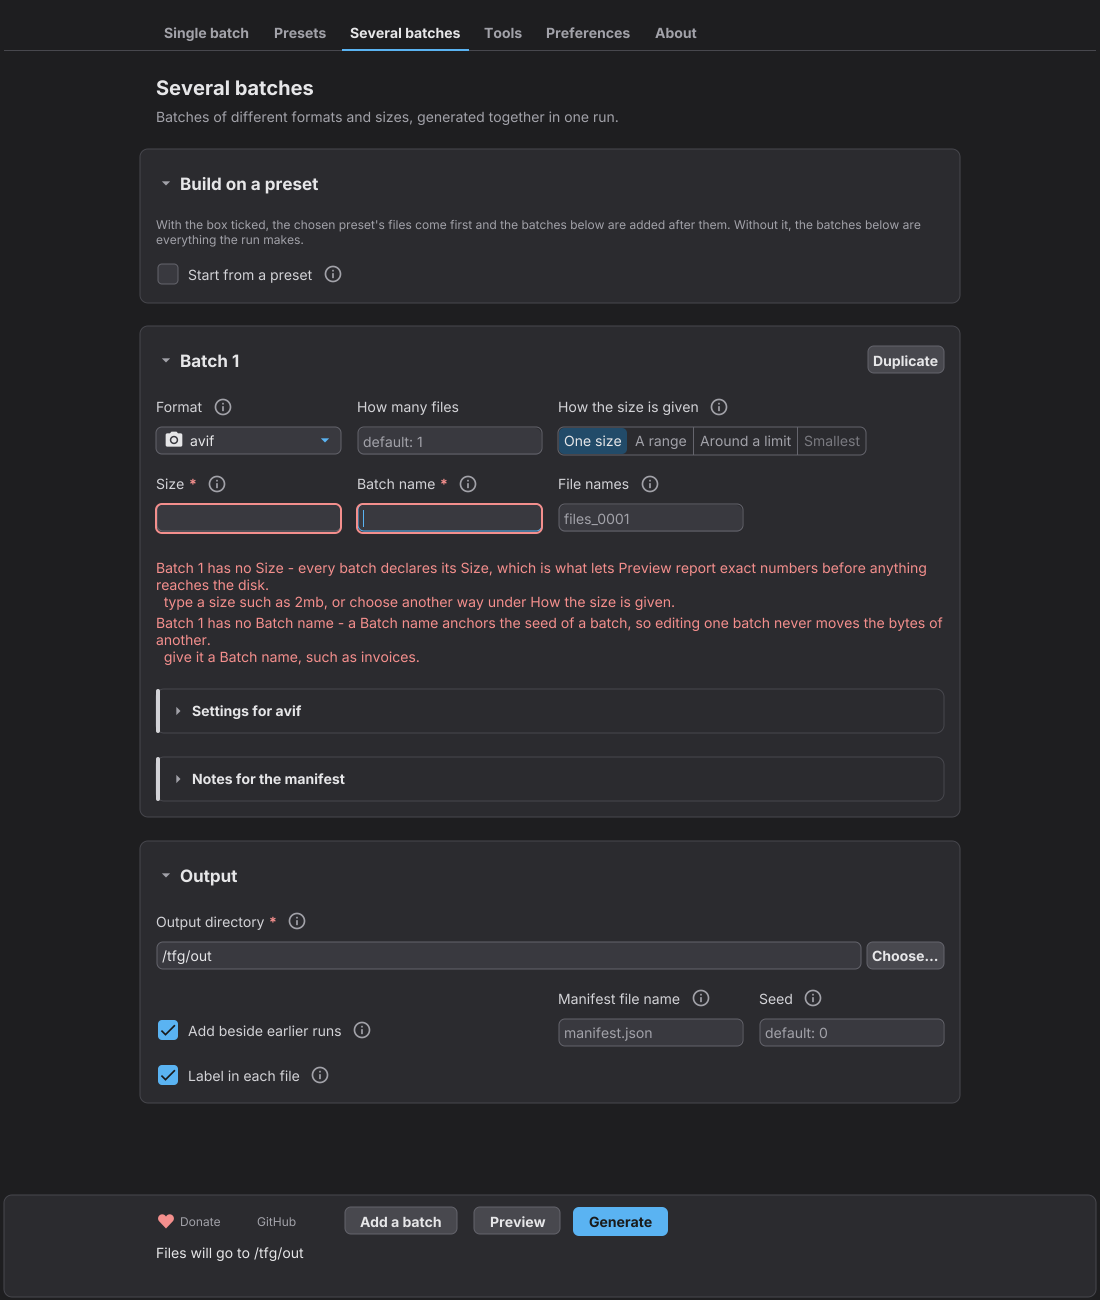 Single batch Presets Several batches Tools Preferences About
Several batches
Batches of different formats and sizes, generated together in one run.
Build on a preset
With the box ticked, the chosen preset's files come first and the batches below are added after them. Without it, the batches below are
everything the run makes.
Start from a preset
Batch 1 Duplicate
Format How many files How the size is given
avif default: 1 One size A range Around a limit Smallest
Size * Batch name * File names
files_0001
Batch 1 has no Size - every batch declares its Size, which is what lets Preview report exact numbers before anything
reaches the disk.
type a size such as 2mb, or choose another way under How the size is given.
Batch 1 has no Batch name - a Batch name anchors the seed of a batch, so editing one batch never moves the bytes of
another.
give it a Batch name, such as invoices.
Settings for avif
Notes for the manifest
Output
Output directory *
/tfg/out Choose...
Manifest file name Seed
Add beside earlier runs manifest.json default: 0
Label in each file
Donate GitHub Add a batch Preview Generate
Files will go to /tfg/out